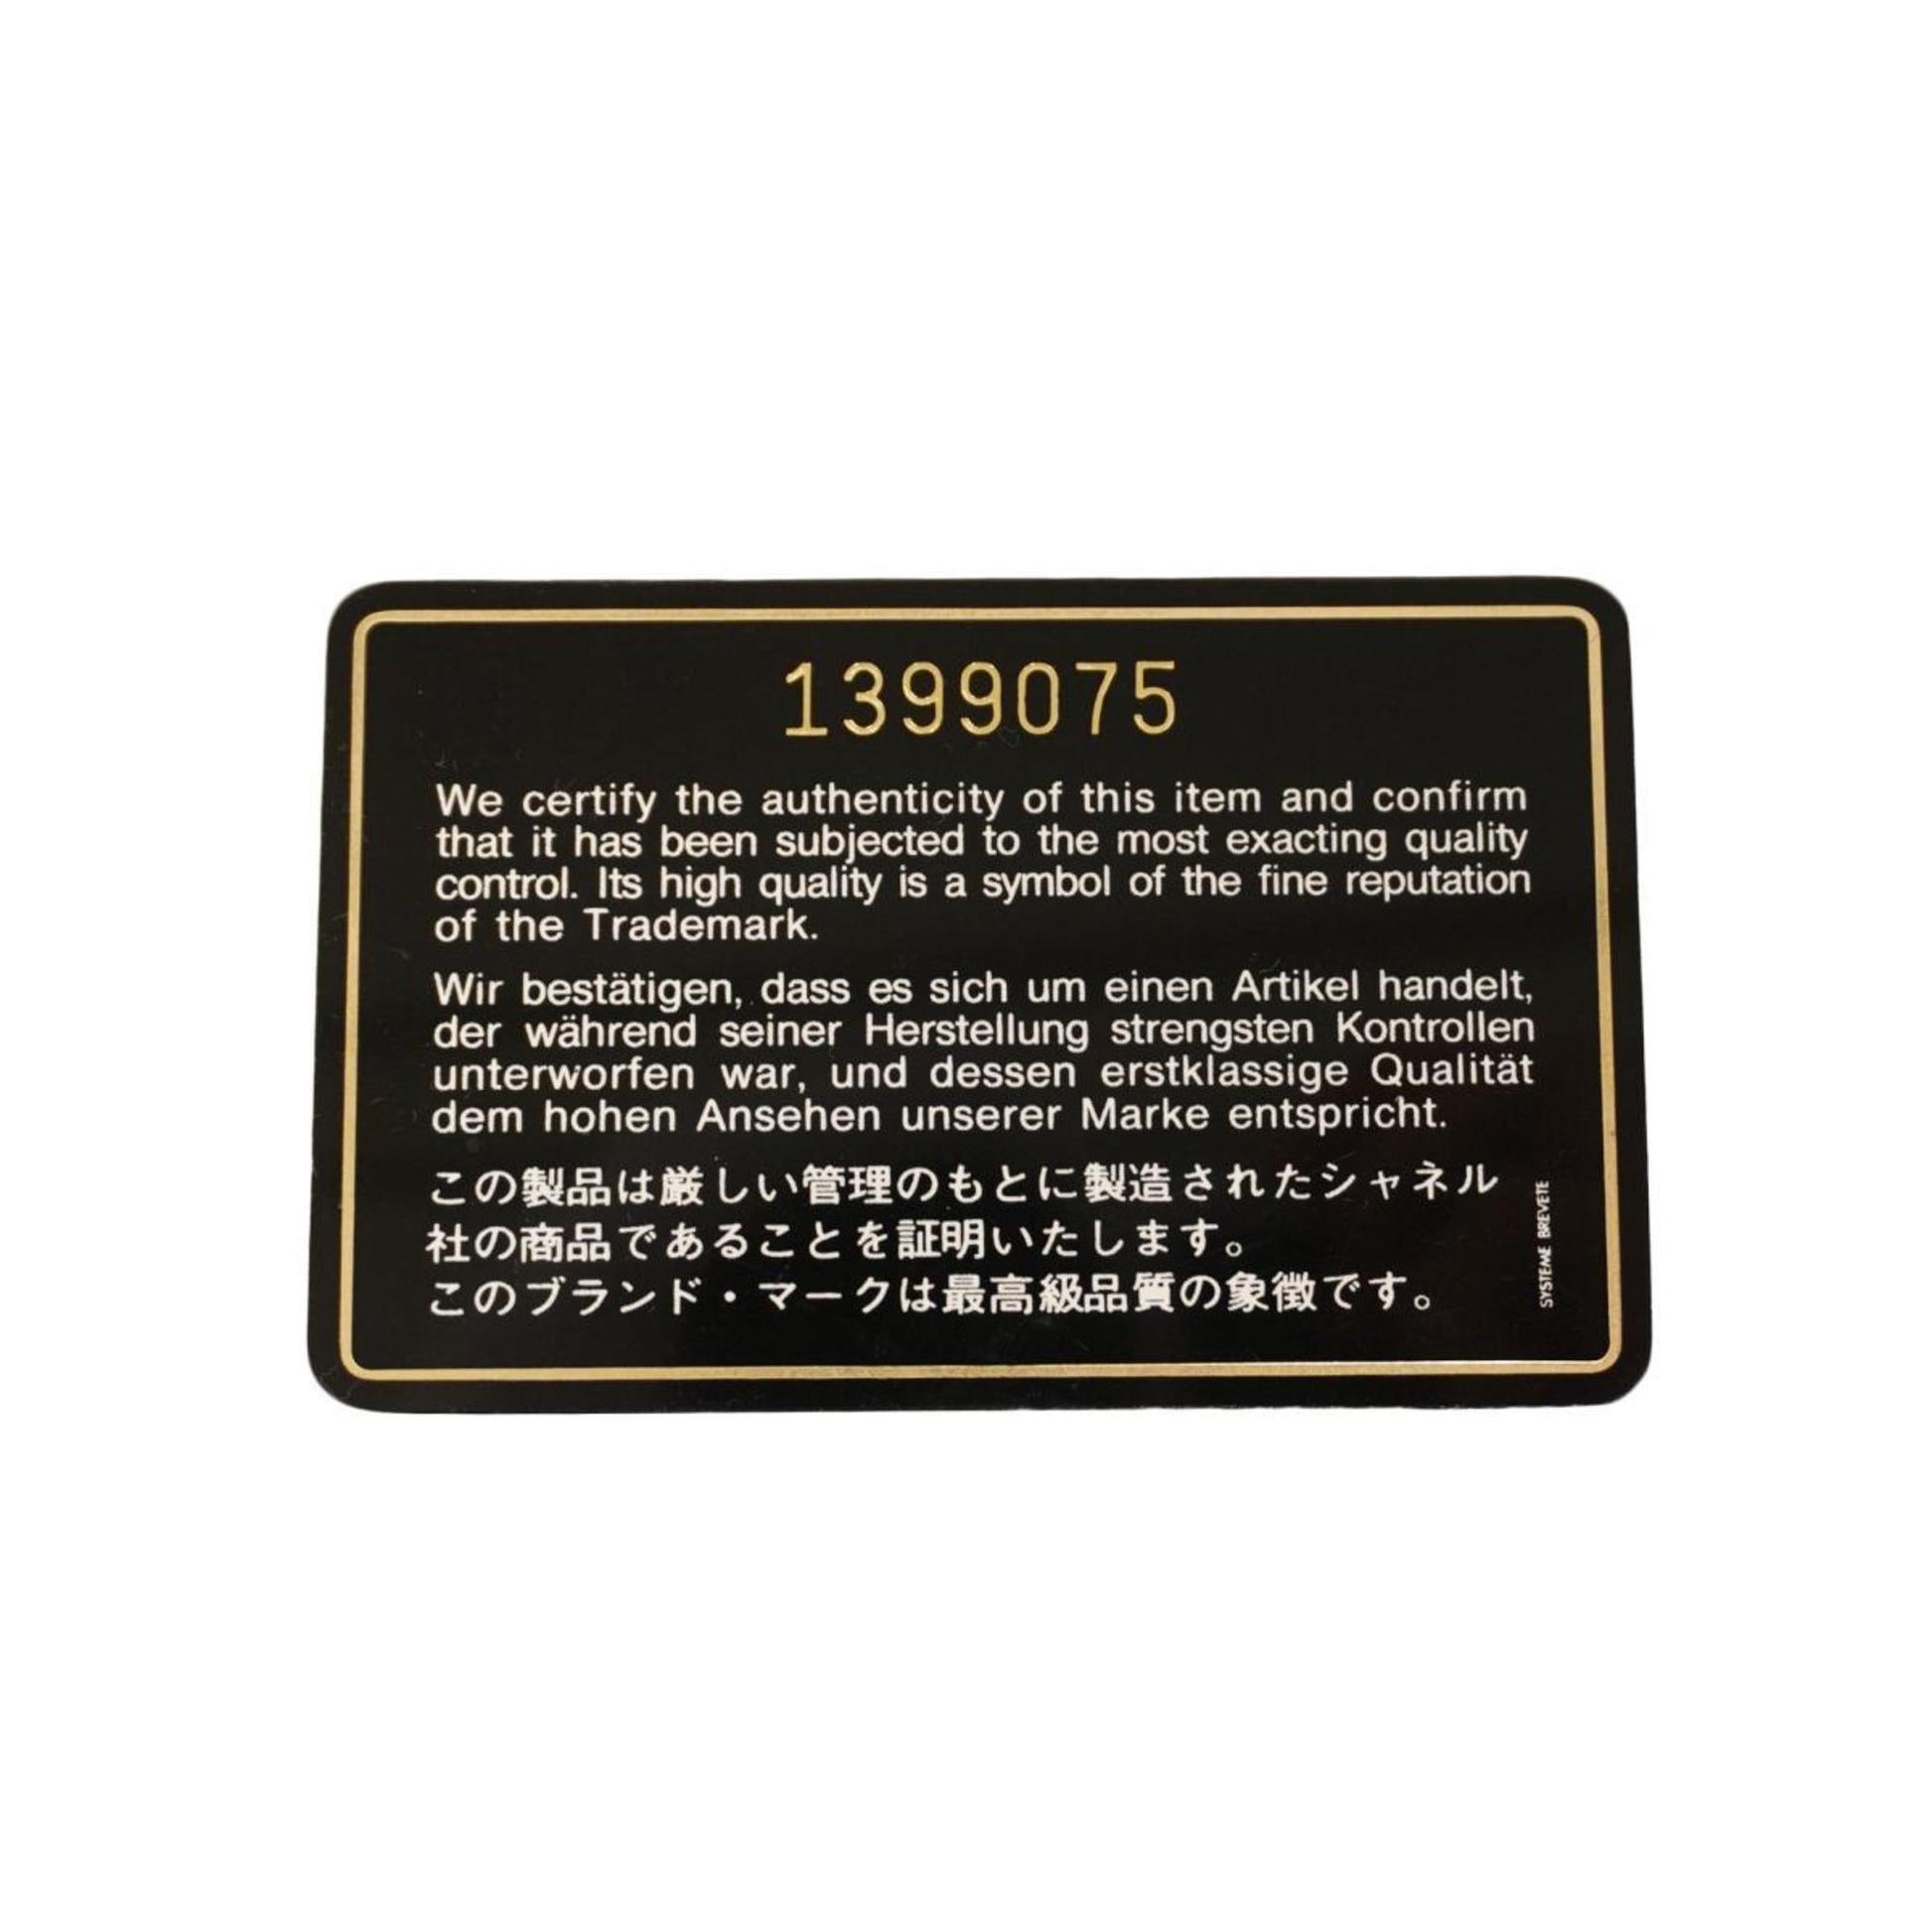 1399075
We certify the authenticity of this item and confirm
that it has been subjected to the most exacting quality
control. Its high quality is a symbol of the fine reputation
of the Trademark.
Wir bestätigen, dass es sich um einen Artikel handelt,
der während seiner Herstellung strengsten Kontrollen
unterworfen war, und dessen erstklassige Qualität
dem hohen Ansehen unserer Marke entspricht.
この製品は厳しい管理のもとに製造されたシャネル
社の商品であることを証明いたします。
このブランド・マークは最高級品質の象徴です。
SYSTEME BREVETE